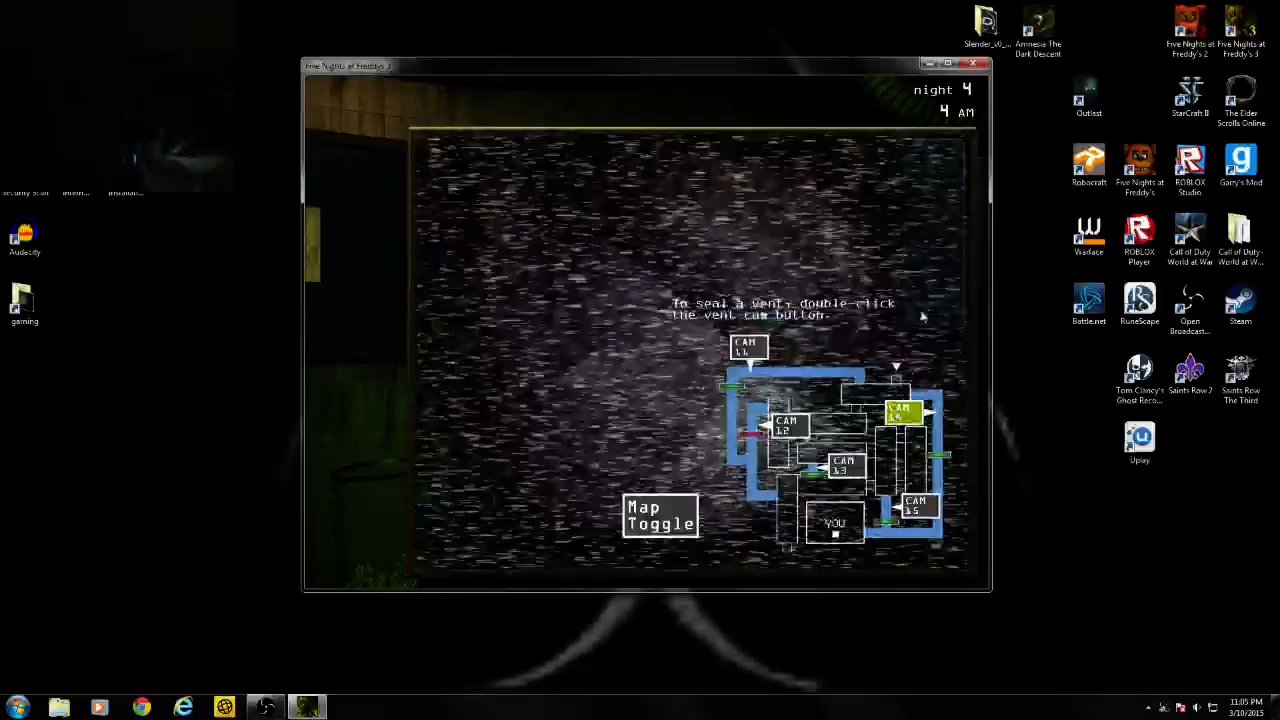 Slender_v0_...
Amnesia The
Dark Descent
Five Nights at
Freddy's 2
Five Nights at
Freddy's 3
Five Nights at Freddy's 3
night 4
4 AM
Outlast
StarCraft II
The Elder
Scrolls Online
Robocraft
Five Nights at
Freddy's
ROBLOX
Studio
Garry's Mod
Audacity
Warface
ROBLOX
Player
Call of Duty
World at War
Call of Duty-
World at W...
gaming
To seal a vent, double click
the vent cam button.
Battle.net
RuneScape
Open
Broadcast...
Steam
CAM
11
CAM
12
CAM
13
CAM
14
CAM
15
YOU
Map
Toggle
Tom Clancy's
Ghost Reco...
Saints Row 2
Saints Row
The Third
Uplay
11:05 PM
3/10/2015